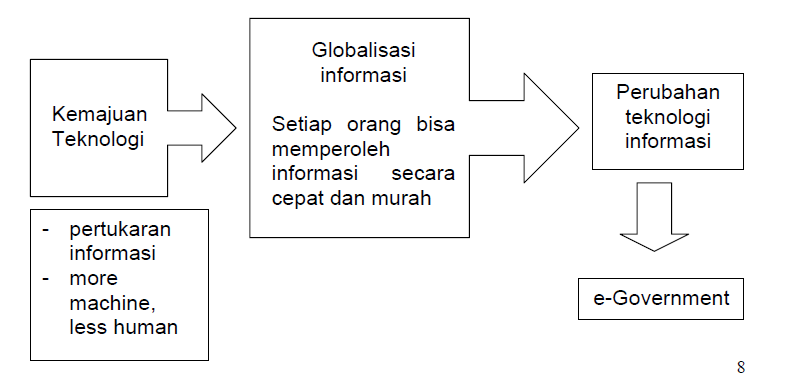 Kemajuan
Teknologi
- pertukaran
informasi
- more
machine,
less human
Globalisasi
informasi
Setiap orang bisa
memperoleh
informasi secara
cepat dan murah
Perubahan
teknologi
informasi
e-Government
8